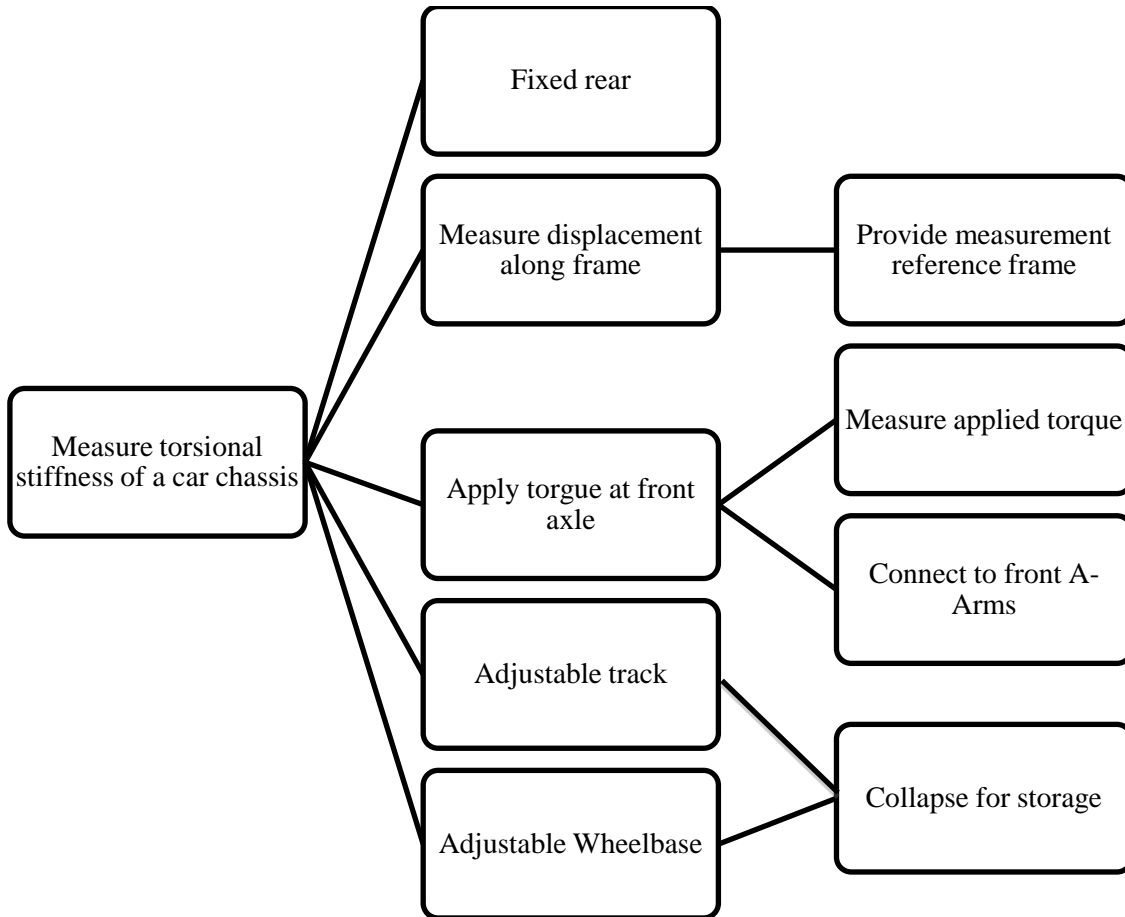 Fixed rear
Measure displacement
along frame
Provide measurement
reference frame
Measure torsional
stiffness of a car chassis
Measure applied torque
Apply torgue at front
axle
Connect to front A-
Arms
Adjustable track
Collapse for storage
Adjustable Wheelbase